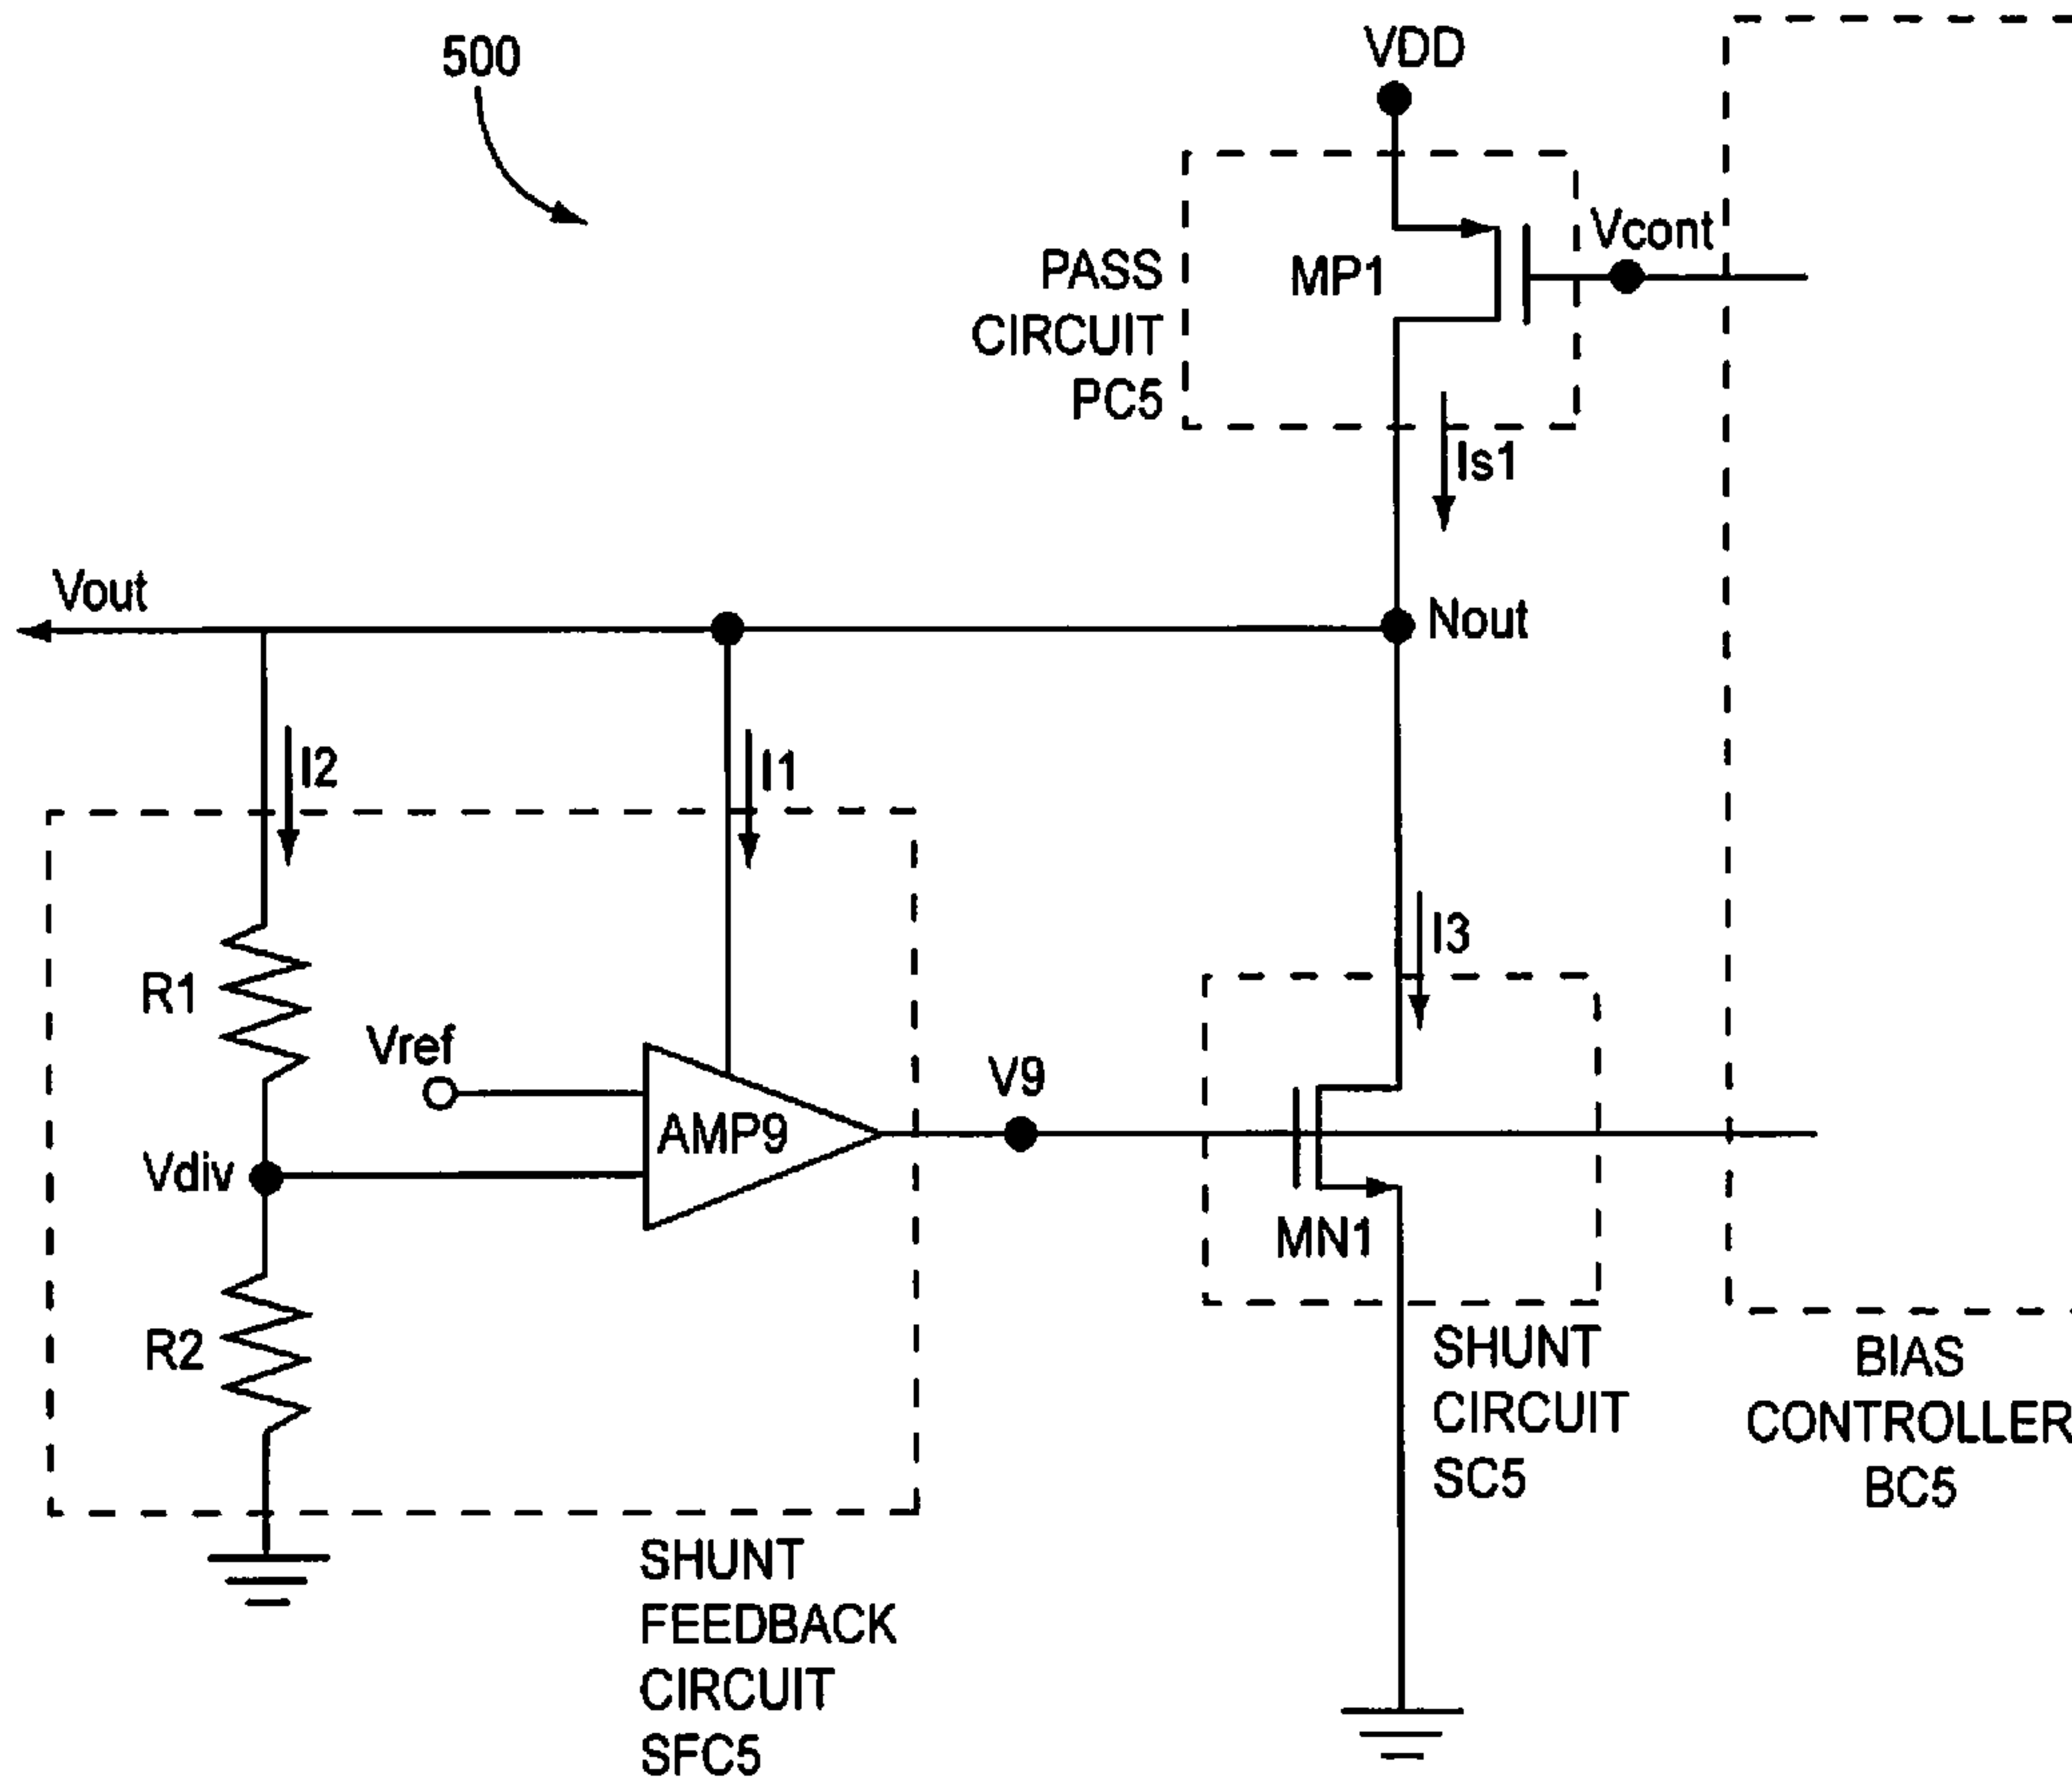 500
VDD
Vcont
MP1
PASS
CIRCUIT
PC5
Is1
Vout
Nout
I2
I1
I3
R1
Vref
AMP9
V9
Vdiv
MN1
R2
SHUNT
CIRCUIT
SC5
BIAS
CONTROLLER
BC5
SHUNT
FEEDBACK
CIRCUIT
SFC5